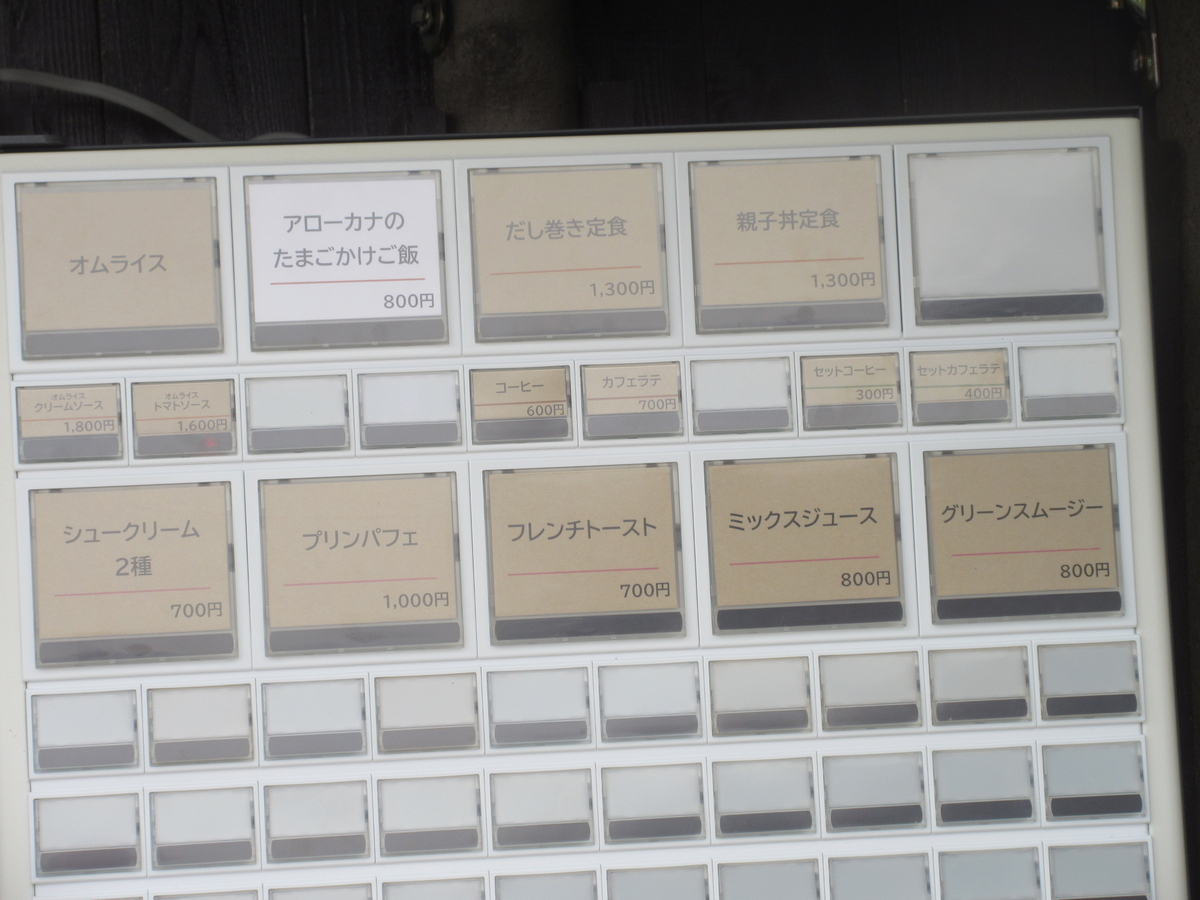 オムライス
アローカナの
たまごかけご飯
800円
だし巻き定食
1,300円
親子丼定食
1,300円
オムライス
クリームソース
1,800円
オムライス
トマトソース
1,600円
コーヒー
600円
カフェラテ
700円
セットコーヒー
300円
セットカフェラテ
400円
シュークリーム
2種
700円
プリンパフェ
1,000円
フレンチトースト
700円
ミックスジュース
800円
グリーンスムージー
800円